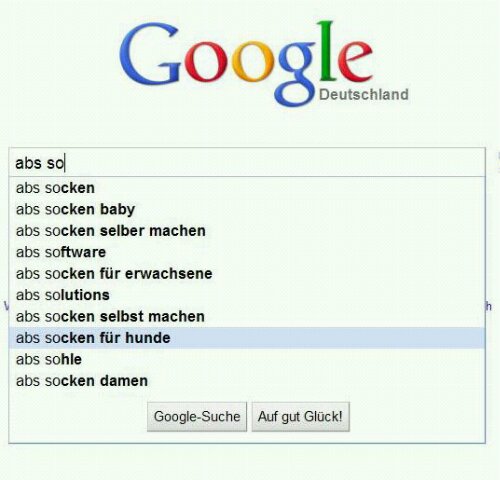 Google
Deutschland
abs so
abs socken
abs socken baby
abs socken selber machen
abs software
abs socken für erwachsene
abs solutions
abs socken selbst machen
abs socken für hunde
abs sohle
abs socken damen
Google-Suche
Auf gut Glück!